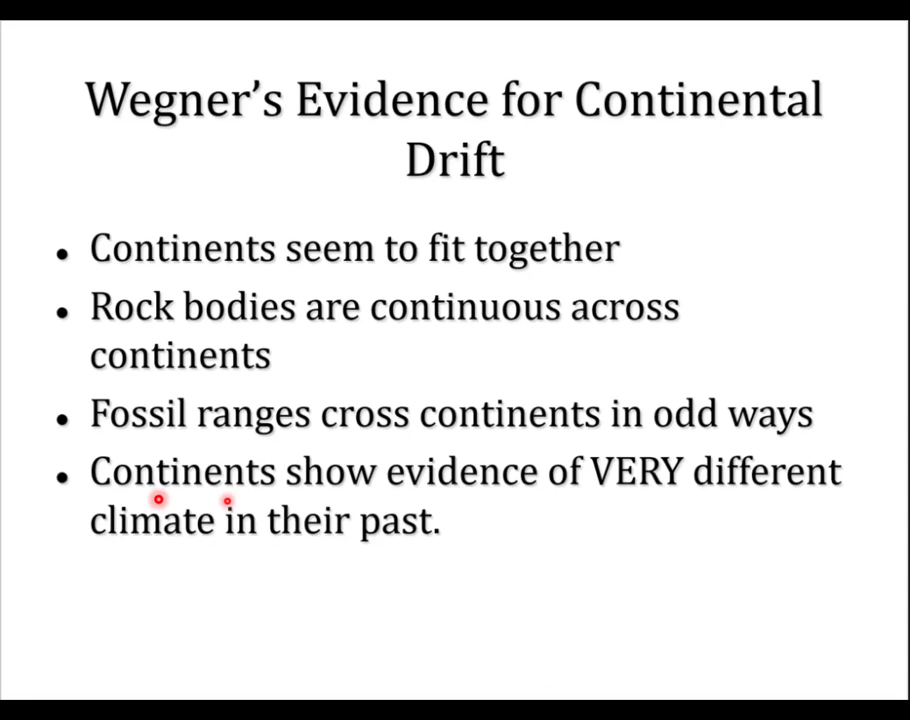 Wegner's Evidence for Continental
Drift
• Continents seem to fit together
• Rock bodies are continuous across
continents
• Fossil ranges cross continents in odd ways
• Continents show evidence of VERY different
climate in their past.